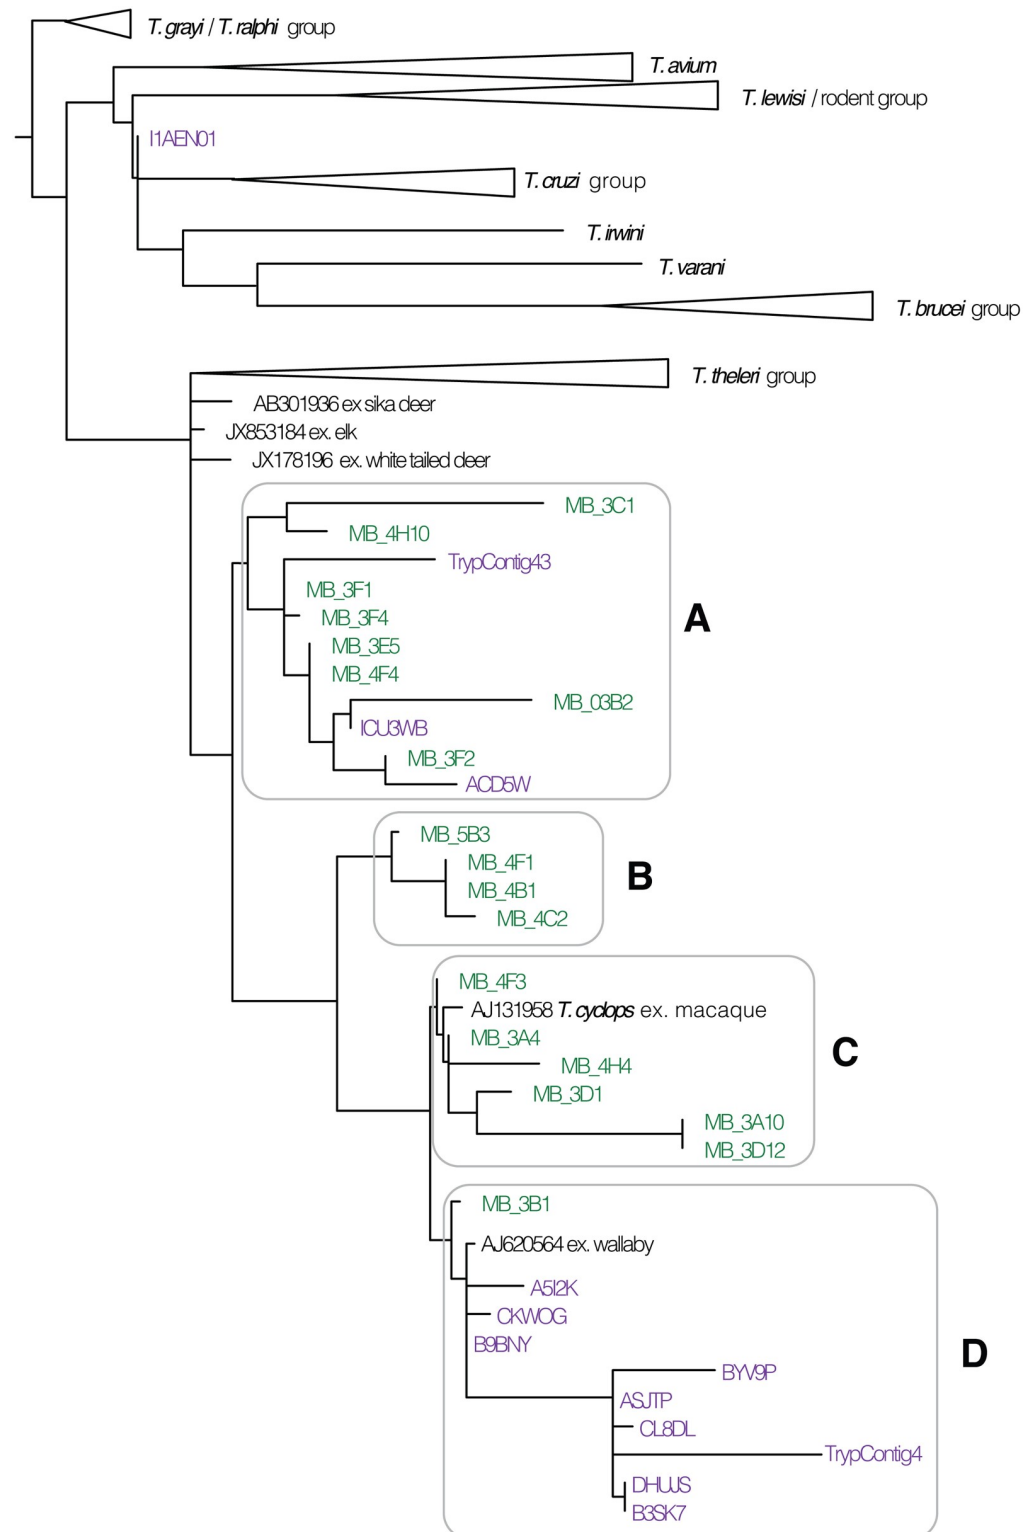 T. grayi / T. ralphi group
T. avium
T. lewisi / rodent group
I1AEN01
T. cruzi group
T. irwini
T. varani
T. brucei group
T. theleri group
AB301936 ex sika deer
JX853184 ex. elk
JX178196 ex. white tailed deer
MB_3C1
MB_4H10
TrypContig43
MB_3F1
MB_3F4
A
MB_3E5
MB_4F4
MB_03B2
ICU3WB
MB_3F2
ACD5W
MB_5B3
MB_4F1
B
MB_4B1
MB_4C2
MB_4F3
AJ131958 T. cyclops ex. macaque
MB_3A4
C
MB_4H4
MB_3D1
MB_3A10
MB_3D12
MB_3B1
AJ620564 ex. wallaby
A5I2K
CKWOG
B9BNY
D
BYV9P
ASJTP
CL8DL
TrypContig4
DHUJS
B3SK7